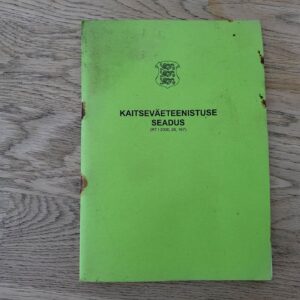 KAITSEVÄETEENISTUSE
SEADUS
(RT I 2000, 28, 167)